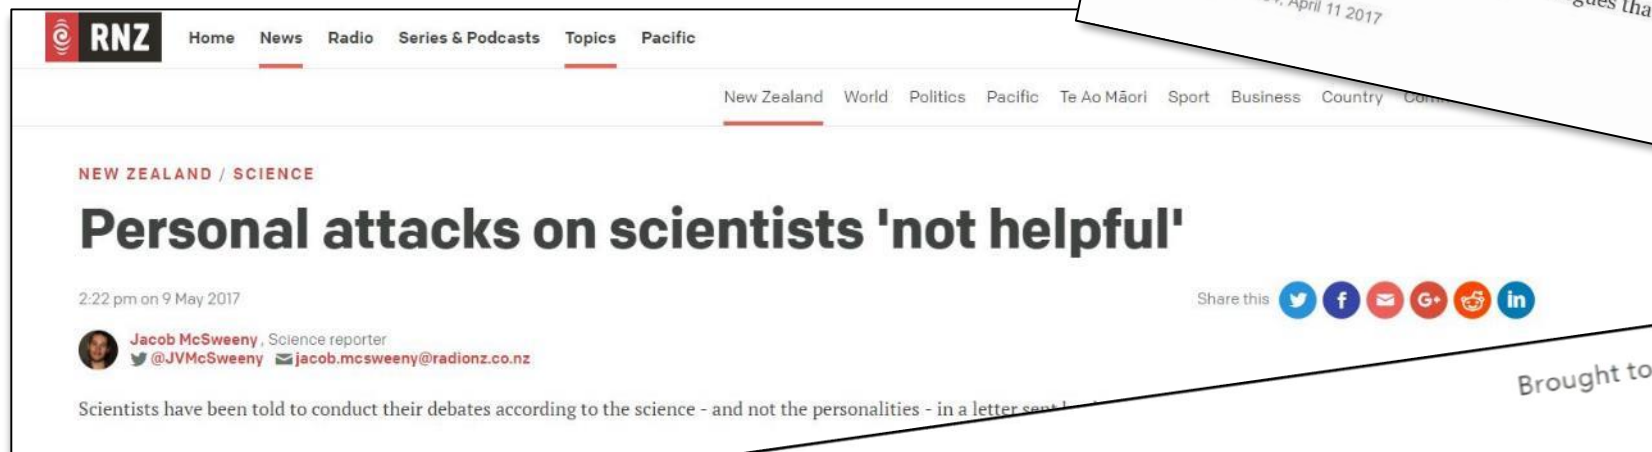 April 11 2017
RNZ Home News Radio Series & Podcasts Topics Pacific
New Zealand World Politics Pacific Te Ao Māori Sport Business Country
NEW ZEALAND / SCIENCE
Personal attacks on scientists 'not helpful'
2:22 pm on 9 May 2017
Share this
Jacob McSweeny, Science reporter
@JVMcSweeny jacob.mcsweeny@radionz.co.nz
Scientists have been told to conduct their debates according to the science - and not the personalities - in a letter sent
Brought to